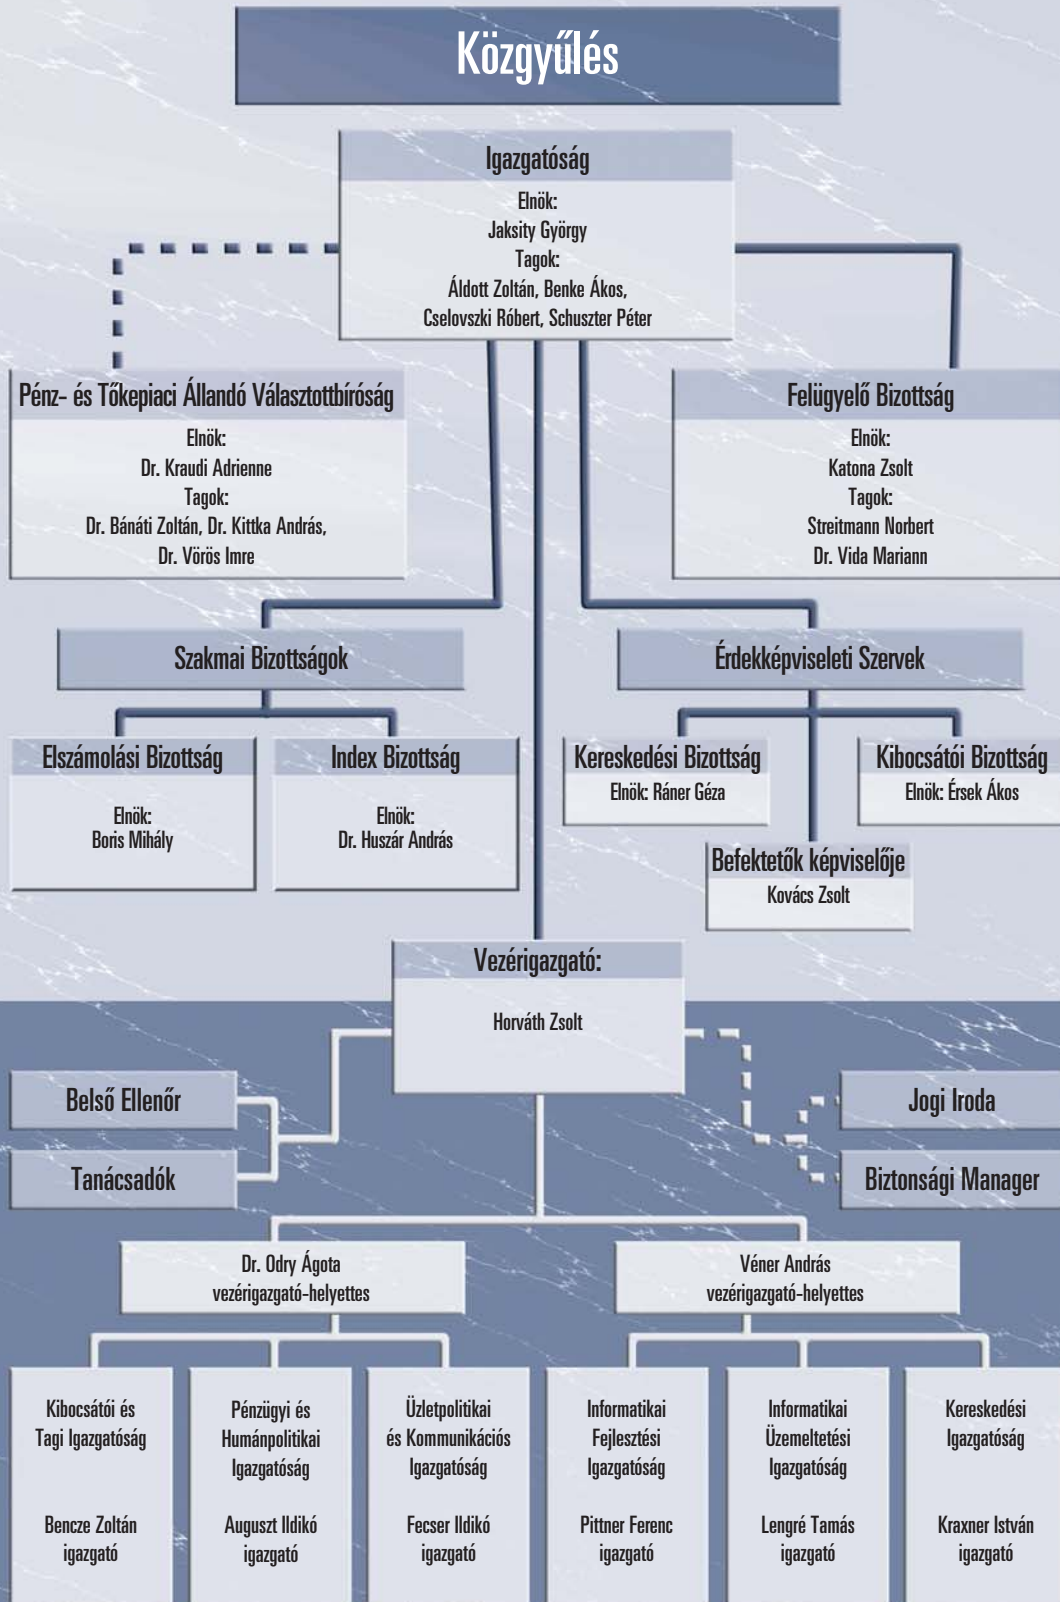 Közgyűlés
Igazgatóság
Elnök:
Jaksity György
Tagok:
Áldott Zoltán, Benke Ákos,
Cselovszki Róbert, Schuszter Péter
Pénz- és Tőkepiaci Állandó Választottbíróság
Elnök:
Dr. Kraudi Adrienne
Tagok:
Dr. Bánáti Zoltán, Dr. Kittka András,
Dr. Vörös Imre
Felügyelő Bizottság
Elnök:
Katona Zsolt
Tagok:
Streitmann Norbert
Dr. Vida Mariann
Szakmai Bizottságok
Érdekképviseleti Szervek
Elszámolási Bizottság
Elnök:
Boris Mihály
Index Bizottság
Elnök:
Dr. Huszár András
Kereskedési Bizottság
Elnök: Ráner Géza
Kibocsátói Bizottság
Elnök: Érsek Ákos
Befektetők képviselője
Kovács Zsolt
Vezérigazgató:
Horváth Zsolt
Belső Ellenőr
Tanácsadók
Jogi Iroda
Biztonsági Manager
Dr. Odry Ágota
vezérigazgató-helyettes
Véner András
vezérigazgató-helyettes
Kibocsátói és
Tagi Igazgatóság
Bencze Zoltán
igazgató
Pénzügyi és
Humánpolitikai
Igazgatóság
Auguszt Ildikó
igazgató
Üzletpolitikai
és Kommunikációs
Igazgatóság
Fecser Ildikó
igazgató
Informatikai
Fejlesztési
Igazgatóság
Pittner Ferenc
igazgató
Informatikai
Üzemeltetési
Igazgatóság
Lengré Tamás
igazgató
Kereskedési
Igazgatóság
Kraxner István
igazgató